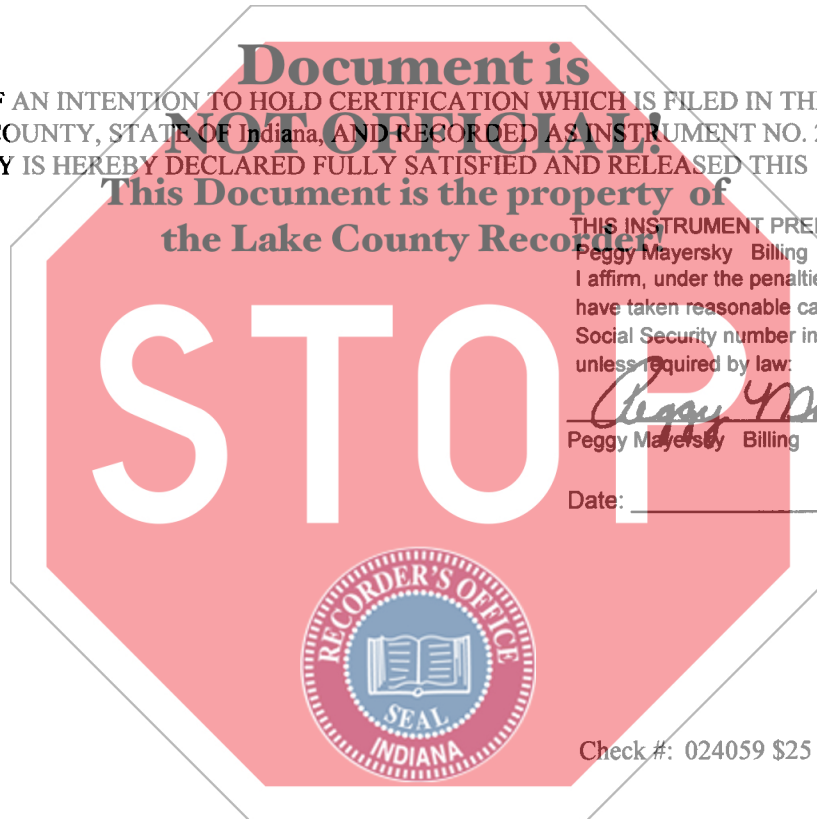 Document is
F AN INTENTION TO HOLD CERTIFICATION WHICH IS FILED IN TH
COUNTY, STATE OF Indiana, AND RECORDED AS INSTRUMENT NO. 2
NOT OFFICIAL!
Y IS HEREBY DECLARED FULLY SATISFIED AND RELEASED THIS
This Document is the property of
the Lake County Recorder!
THIS INSTRUMENT PRE
Peggy Mayersky Billing
I affirm, under the penaltie
have taken reasonable ca
Social Security number in
unless required by law:
Peggy M
Peggy Mayersky Billing
Date:
STOP
RECORDER'S OFFICE
SEAL
INDIANA
Check #: 024059 $25